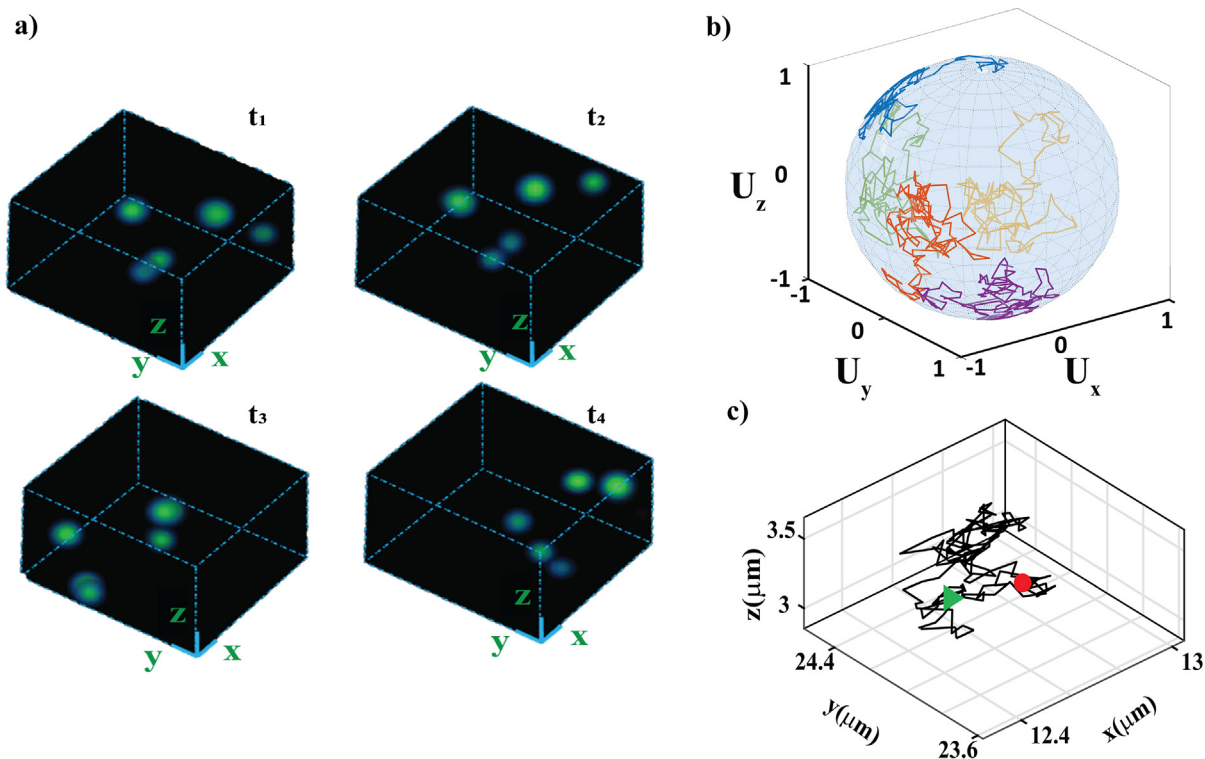 a)
t₁
t₂
z
y
x
z
y
x
t₃
t₄
z
y
x
z
y
x
b)
1
0
U_z
-1
-1
0
1
U_y
-1
0
1
U_x
c)
3.5
z(μm)
3
24.4
y(μm)
23.6
12.4
x(μm)
13